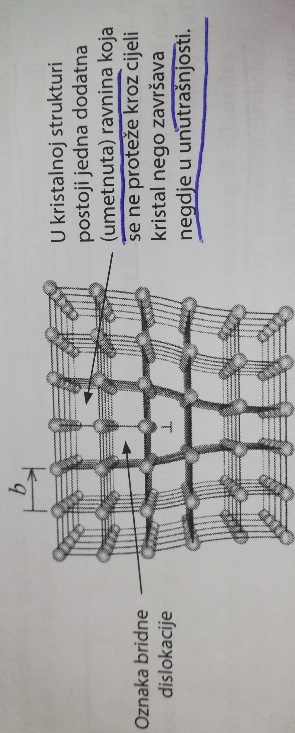 U kristalnoj strukturi
postoji jedna dodatna
(umetnuta) ravnina koja
se ne proteže kroz cijeli
kristal nego završava
negdje u unutrašnjosti.
b
⊥
Oznaka bridne
dislokacije